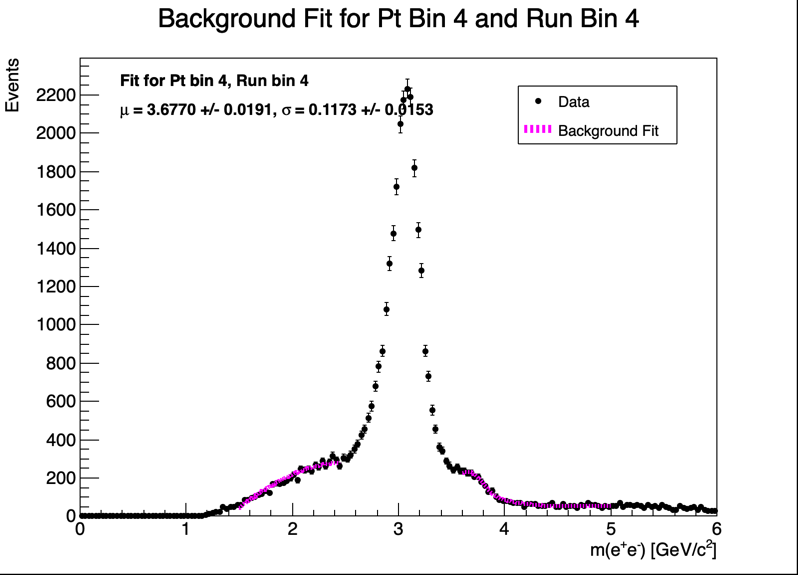 Background Fit for Pt Bin 4 and Run Bin 4
Events
Fit for Pt bin 4, Run bin 4
μ = 3.6770 +/- 0.0191, σ = 0.1173 +/- 0.0153
Data
Background Fit
2200
2000
1800
1600
1400
1200
1000
800
600
400
200
0
0 1 2 3 4 5 6
m(e⁺e⁻) [GeV/c²]